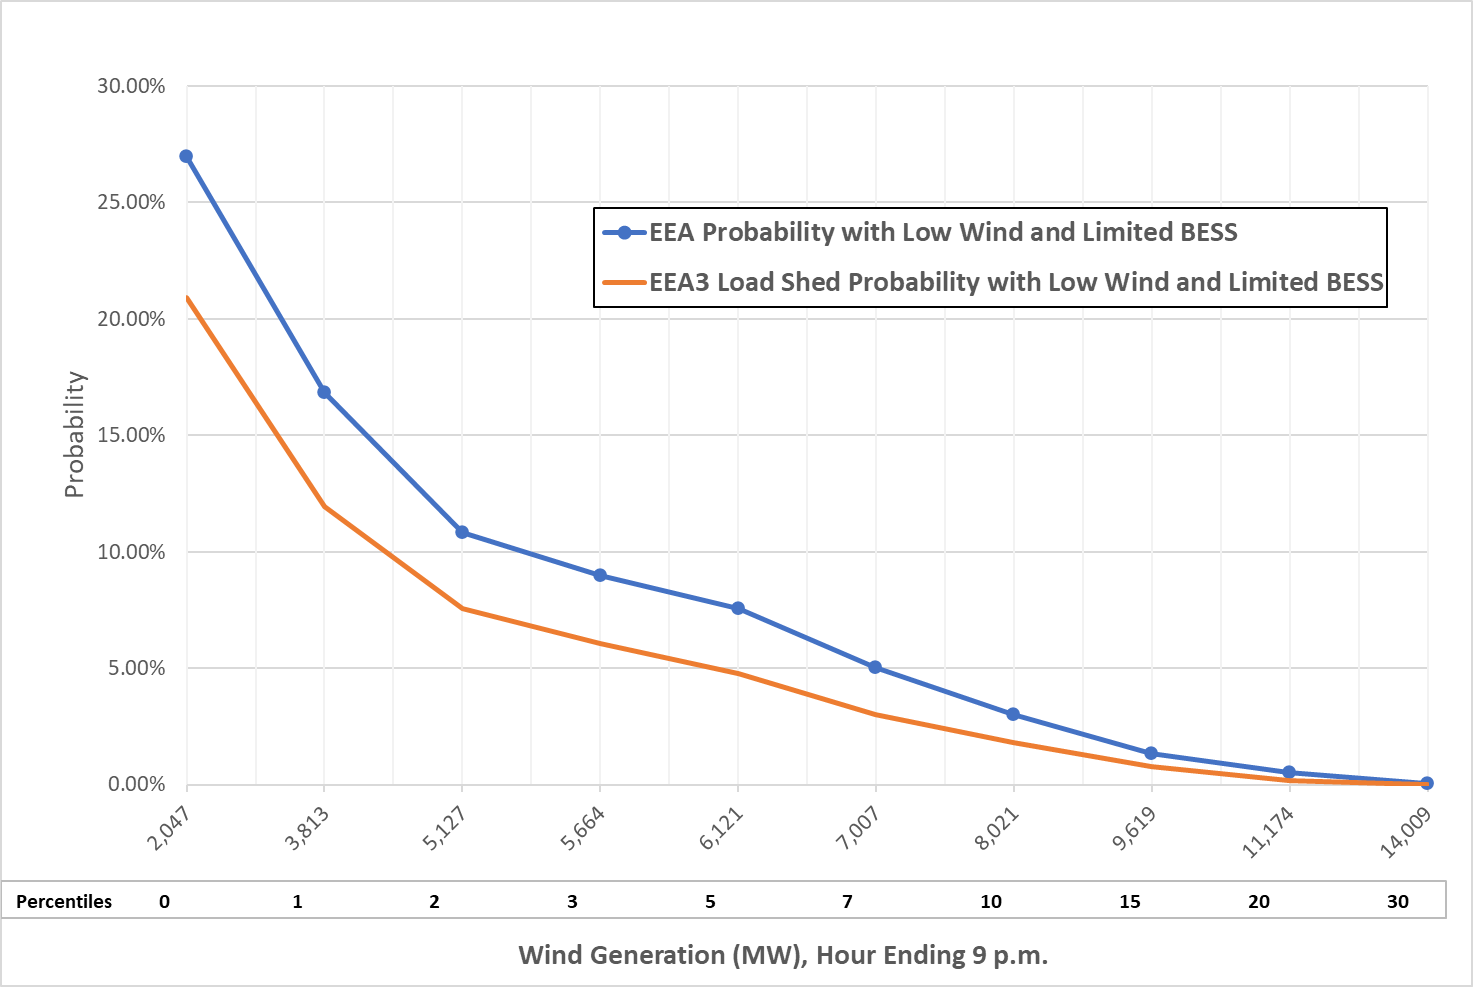 30.00%
25.00%
20.00%
15.00%
10.00%
5.00%
0.00%
Probability
EEA Probability with Low Wind and Limited BESS
EEA3 Load Shed Probability with Low Wind and Limited BESS
2,047 3,813 5,127 5,664 6,121 7,007 8,021 9,619 11,174 14,009
Percentiles 0 1 2 3 5 7 10 15 20 30
Wind Generation (MW), Hour Ending 9 p.m.